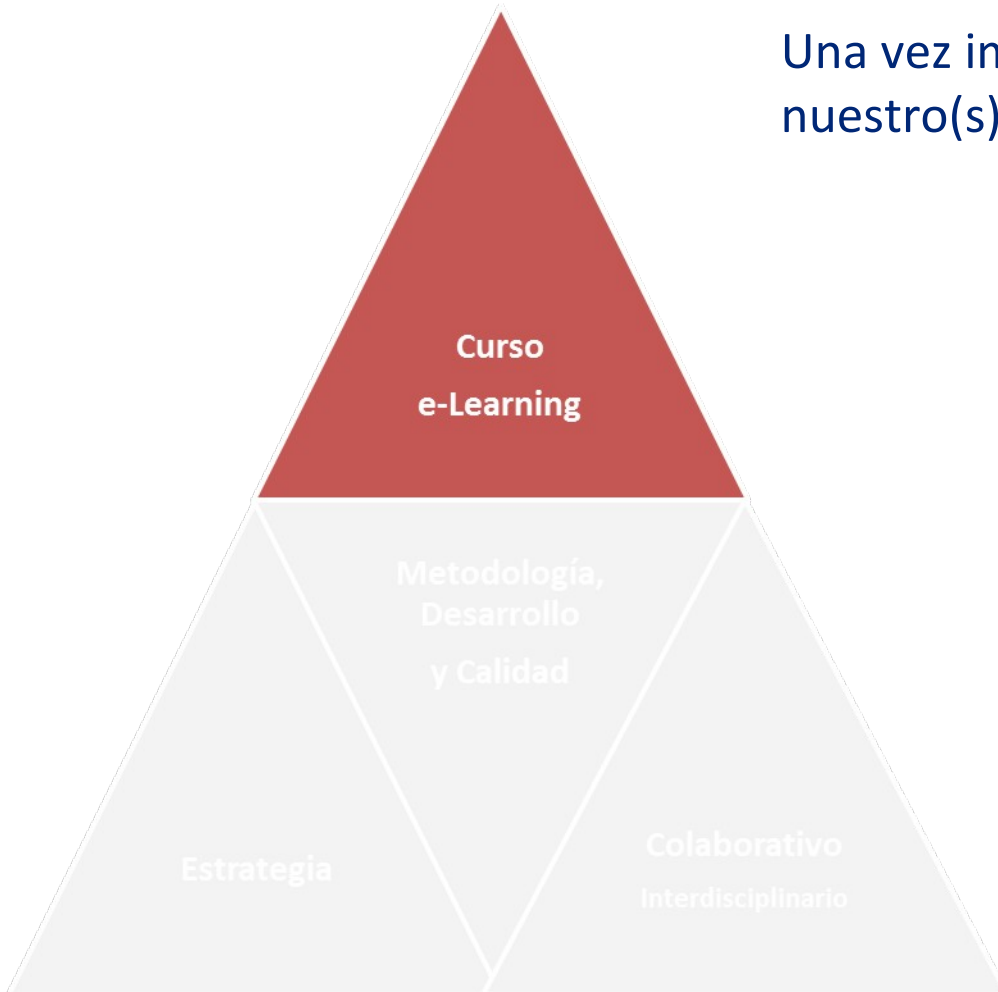 Una vez in
nuestro(s)
Curso
e-Learning
Metodología,
Desarrollo
y Calidad
Estrategia
Colaborativo
Interdisciplinario